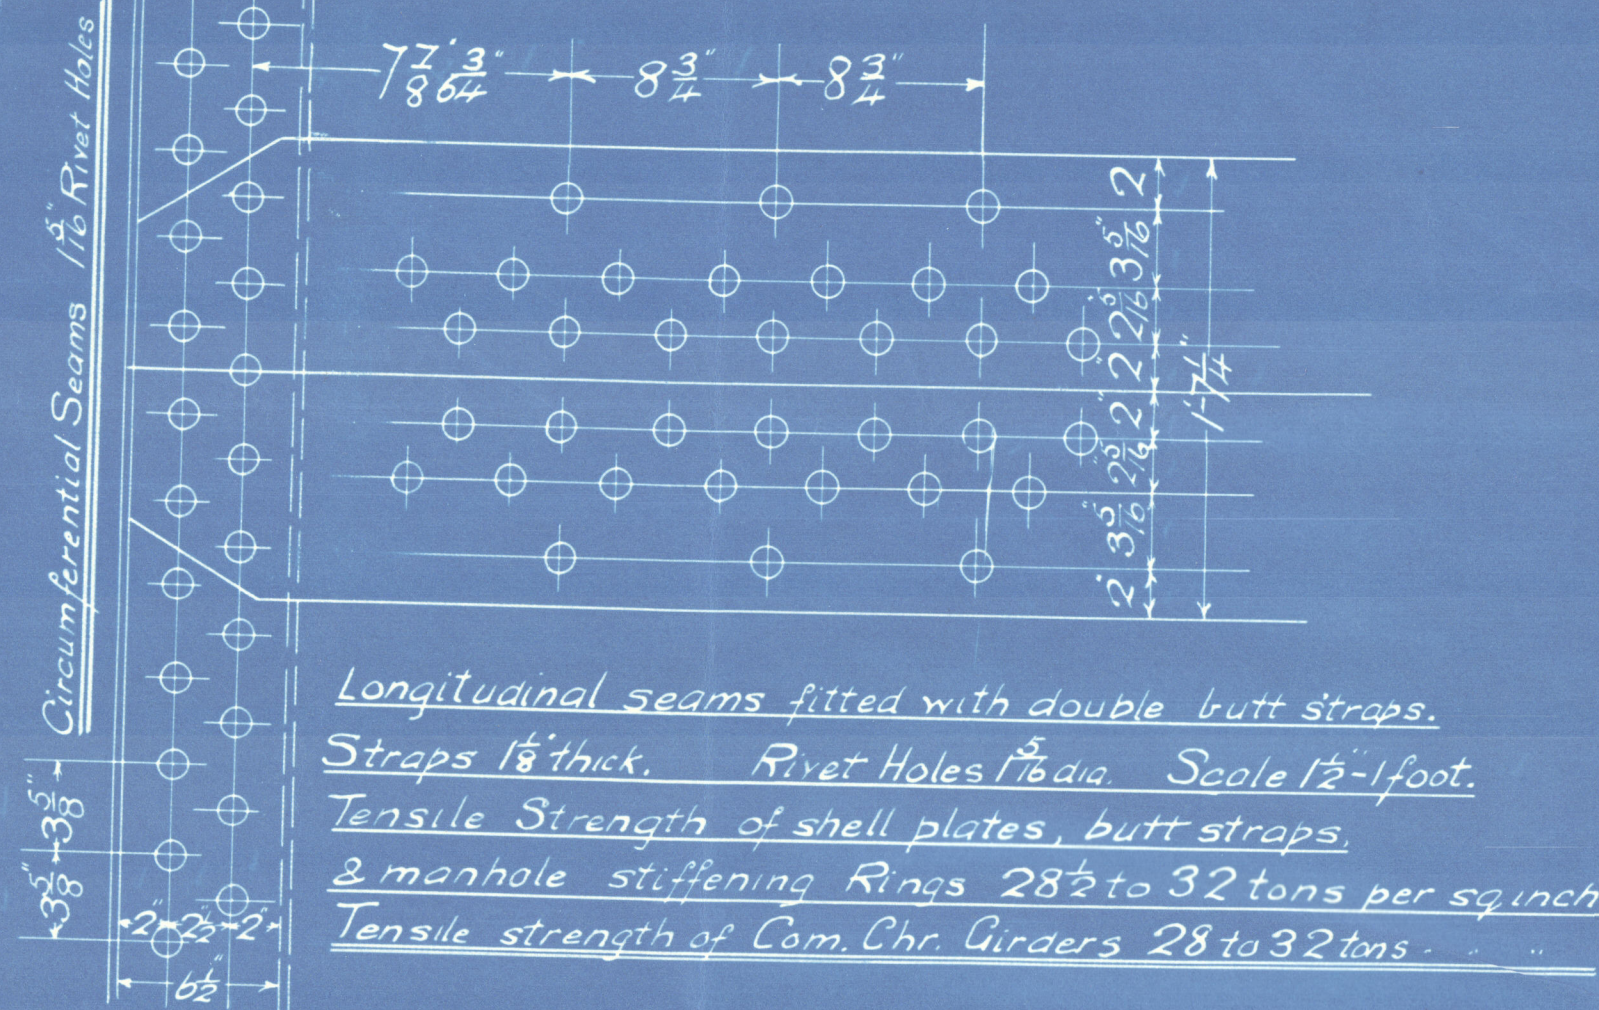 Circumferential Seams 1 5/16" Rivet Holes
7 7/8" 6 3/4" 8 3/4" 8 3/4"
2
3 5/16"
2 5/16"
2"
2"
2 5/16"
3 5/16"
2"
1'-7 1/4"
3 5/8"
3 5/8"
2" 2 1/2" 2"
6 1/2"
Longitudinal seams fitted with double butt straps.
Straps 1 1/8" thick. Rivet Holes 1 5/16" dia. Scale 1 1/2"-1 foot.
Tensile Strength of shell plates, butt straps,
& manhole stiffening Rings 28 1/2 to 32 tons per sq inch
Tensile strength of Com. Chr. Girders 28 to 32 tons " " "